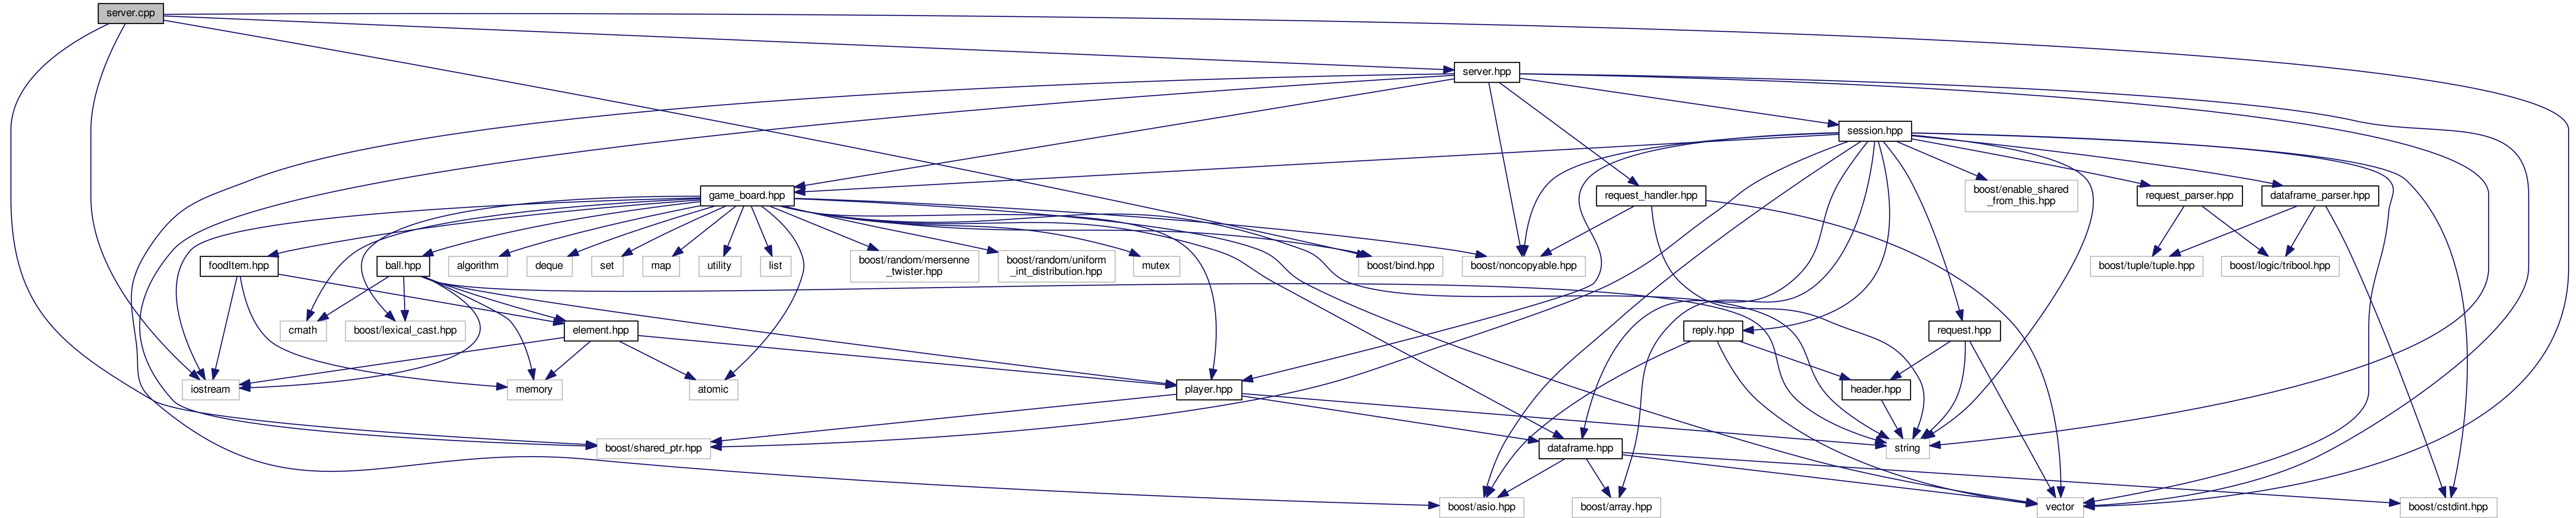 server.cpp
server.hpp
session.hpp
game_board.hpp
request_handler.hpp
boost/enable_shared
_from_this.hpp
request_parser.hpp
dataframe_parser.hpp
foodItem.hpp
ball.hpp
algorithm
deque
set
map
utility
list
boost/random/mersenne
_twister.hpp
boost/random/uniform
_int_distribution.hpp
mutex
boost/bind.hpp
boost/noncopyable.hpp
boost/tuple/tuple.hpp
boost/logic/tribool.hpp
cmath
boost/lexical_cast.hpp
element.hpp
reply.hpp
request.hpp
iostream
memory
atomic
player.hpp
header.hpp
boost/shared_ptr.hpp
dataframe.hpp
string
boost/asio.hpp
boost/array.hpp
vector
boost/cstdint.hpp